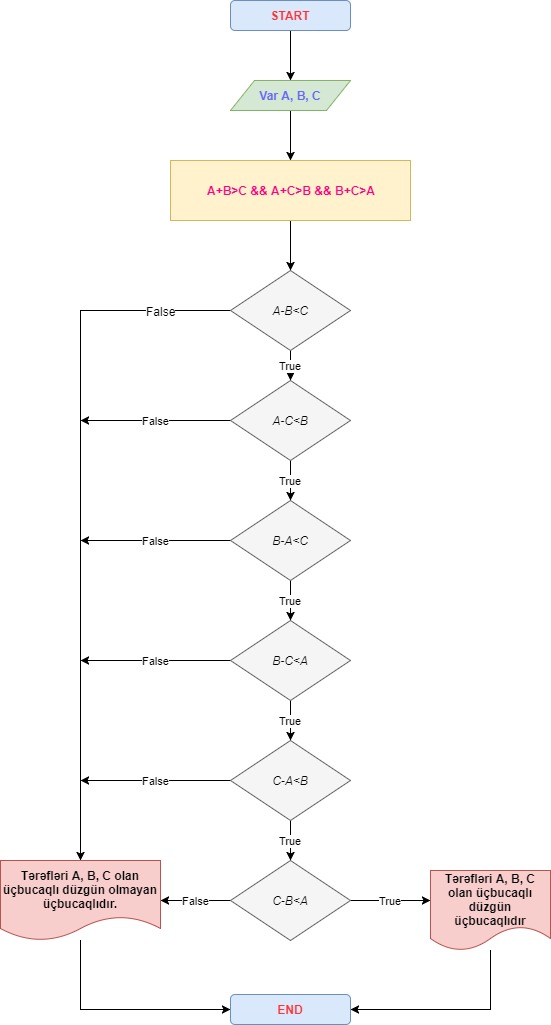 START
Var A, B, C
A+B>C && A+C>B && B+C>A
A-B<C
False
True
A-C<B
False
True
B-A<C
False
True
B-C<A
False
True
C-A<B
False
True
Tərəfləri A, B, C olan
üçbucaqlı düzgün olmayan
üçbucaqlıdır.
False
C-B<A
True
Tərəfləri A, B, C
olan üçbucaqlı
düzgün
üçbucaqlıdır
END